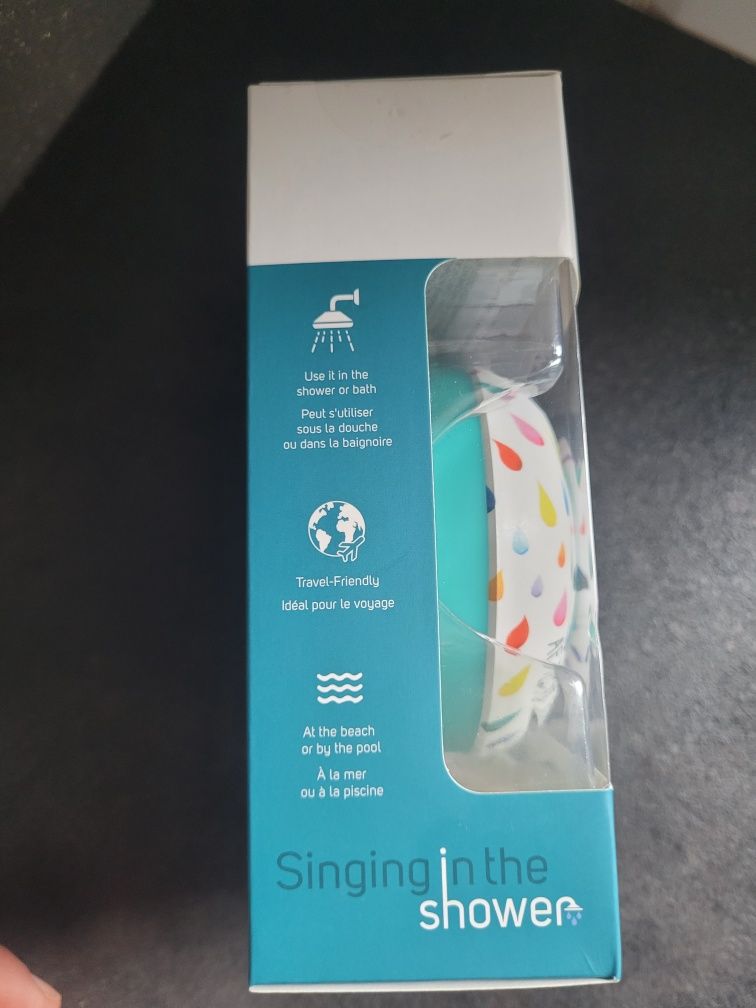 Use it in the
shower or bath
Peut s'utiliser
sous la douche
ou dans la baignoire
Travel-Friendly
Idéal pour le voyage
At the beach
or by the pool
À la mer
ou à la piscine
Singing in the
shower